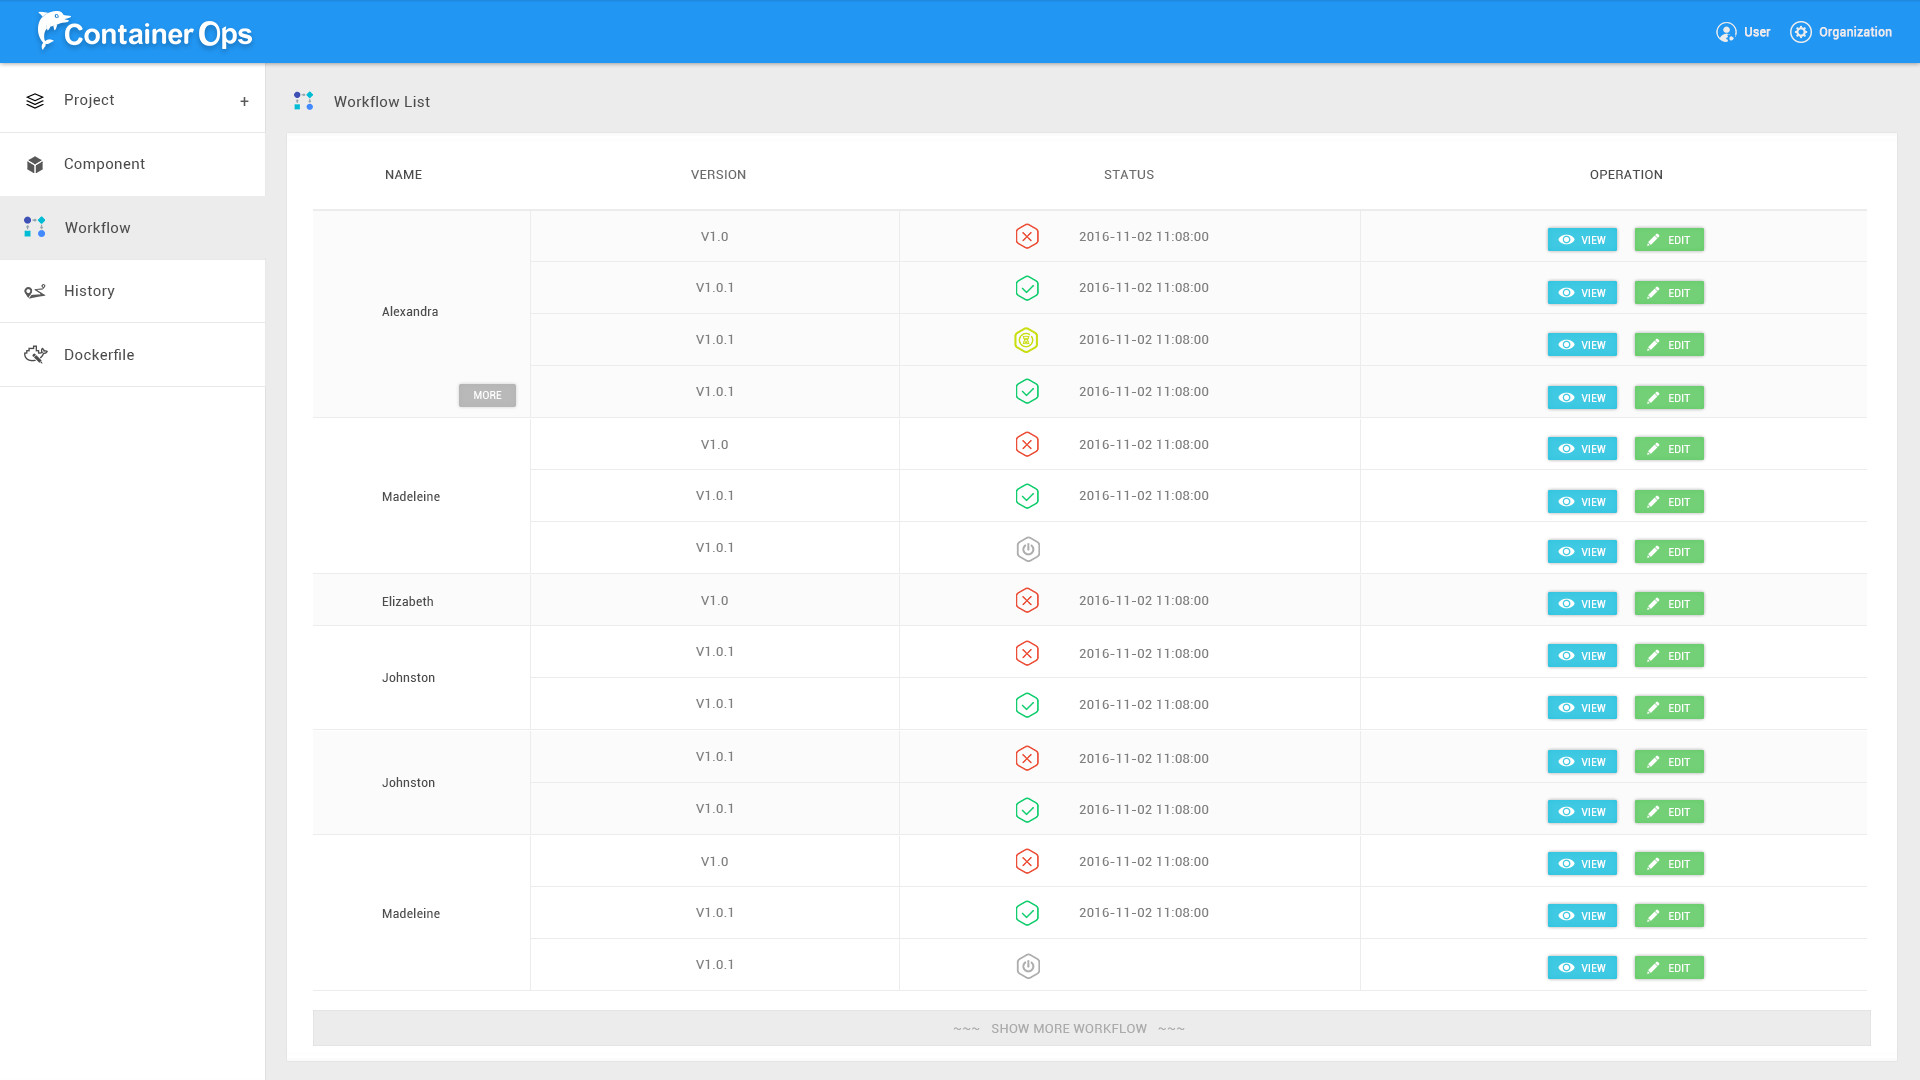 Container Ops
User
Organization
Project
+
Component
Workflow
History
Dockerfile
Workflow List
NAME VERSION STATUS OPERATION
V1.0 2016-11-02 11:08:00 VIEW EDIT
V1.0.1 2016-11-02 11:08:00 VIEW EDIT
Alexandra
V1.0.1 2016-11-02 11:08:00 VIEW EDIT
V1.0.1 2016-11-02 11:08:00 VIEW EDIT
MORE
V1.0 2016-11-02 11:08:00 VIEW EDIT
Madeleine
V1.0.1 2016-11-02 11:08:00 VIEW EDIT
V1.0.1 VIEW EDIT
Elizabeth V1.0 2016-11-02 11:08:00 VIEW EDIT
V1.0.1 2016-11-02 11:08:00 VIEW EDIT
Johnston
V1.0.1 2016-11-02 11:08:00 VIEW EDIT
V1.0.1 2016-11-02 11:08:00 VIEW EDIT
Johnston
V1.0.1 2016-11-02 11:08:00 VIEW EDIT
V1.0 2016-11-02 11:08:00 VIEW EDIT
Madeleine V1.0.1 2016-11-02 11:08:00 VIEW EDIT
V1.0.1 VIEW EDIT
~~~ SHOW MORE WORKFLOW ~~~